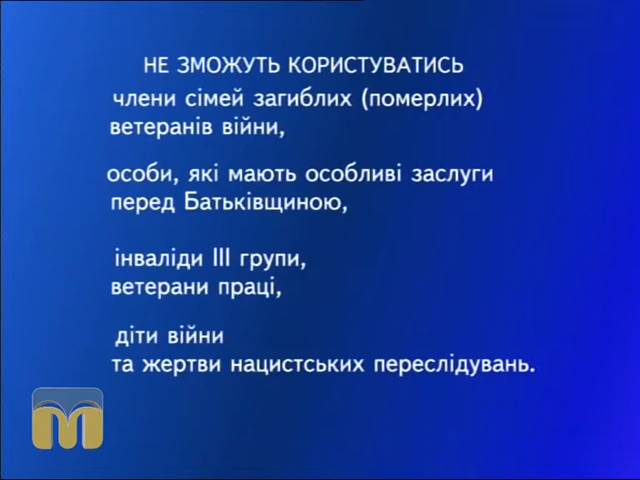 НЕ ЗМОЖУТЬ КОРИСТУВАТИСЬ
члени сімей загиблих (померлих)
ветеранів війни,
особи, які мають особливі заслуги
перед Батьківщиною,
інваліди III групи,
ветерани праці,
діти війни
та жертви нацистських переслідувань.